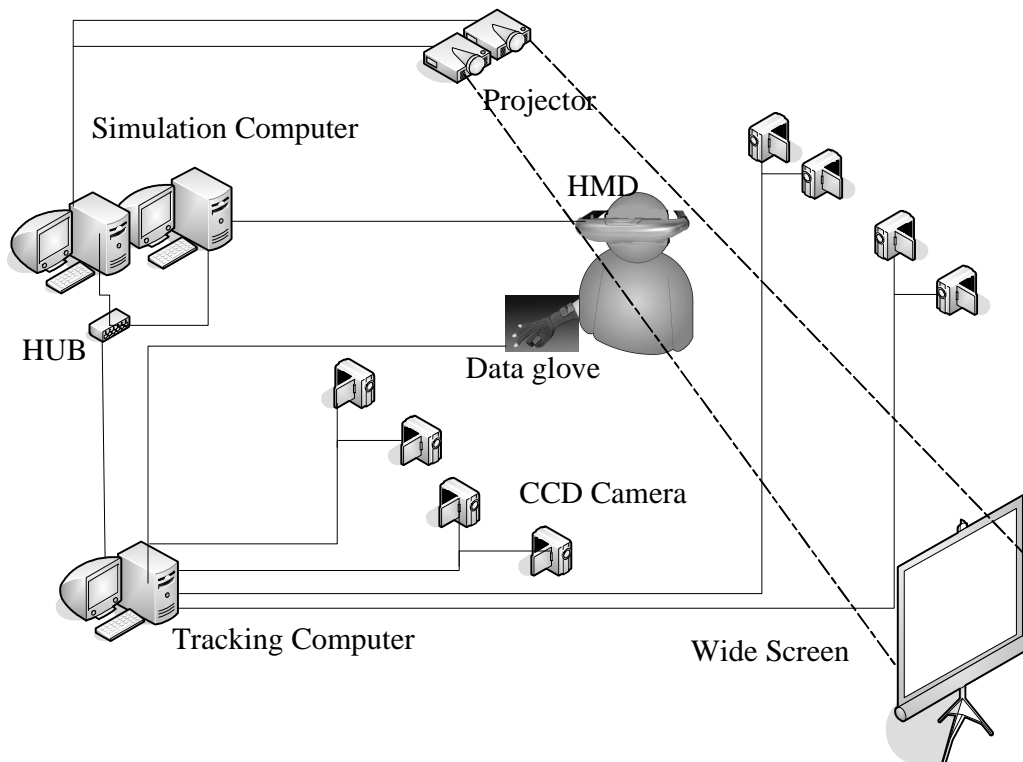 Projector
Simulation Computer
HMD
HUB
Data glove
CCD Camera
Tracking Computer
Wide Screen